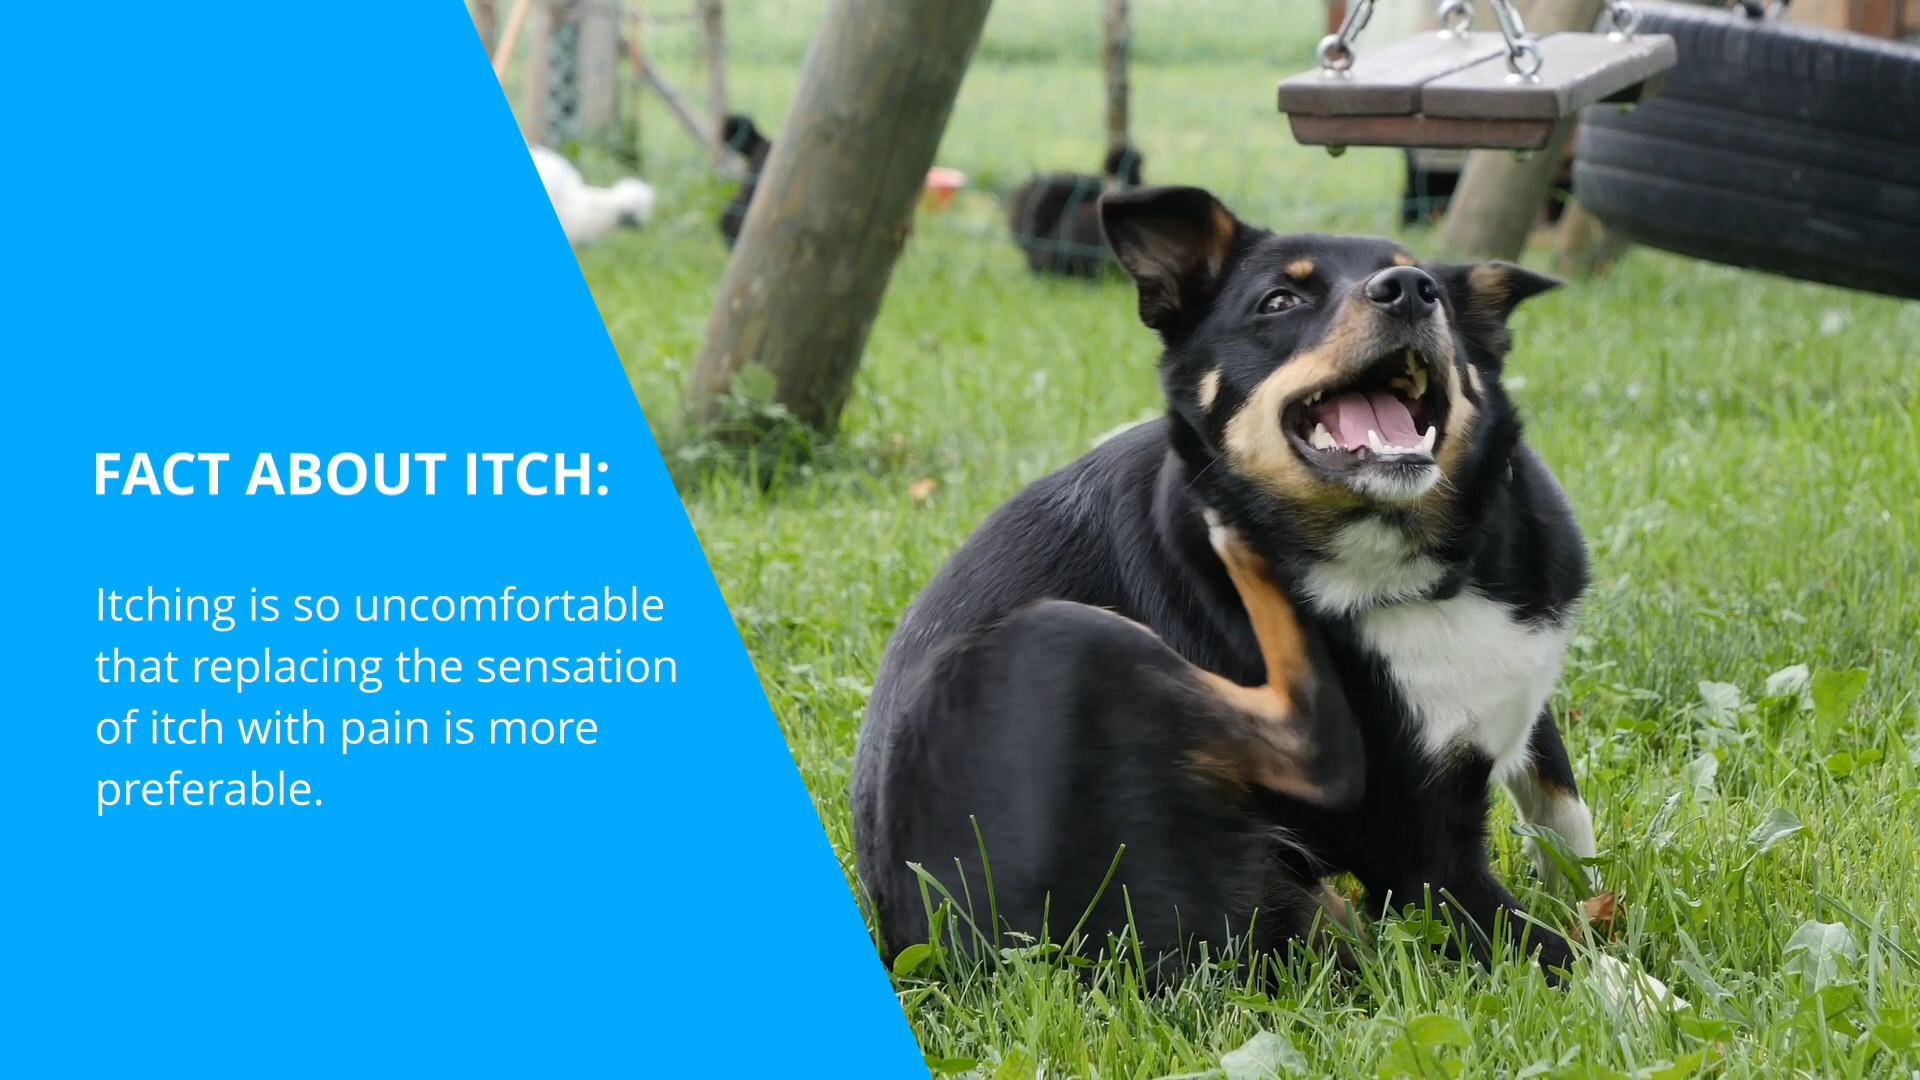 FACT ABOUT ITCH:
Itching is so uncomfortable
that replacing the sensation
of itch with pain is more
preferable.